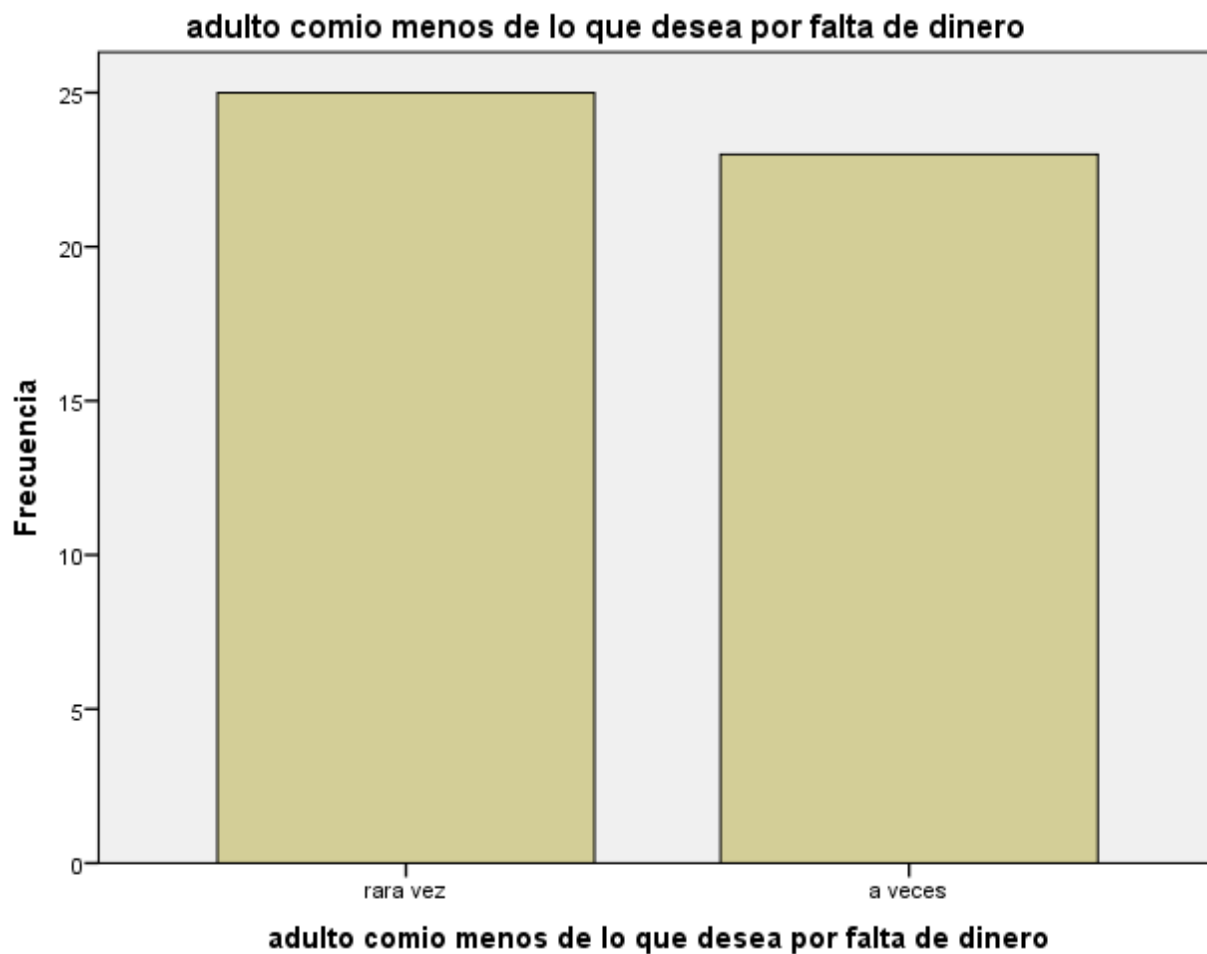 adulto comio menos de lo que desea por falta de dinero
Frecuencia
25
20
15
10
5
0
rara vez
a veces
adulto comio menos de lo que desea por falta de dinero